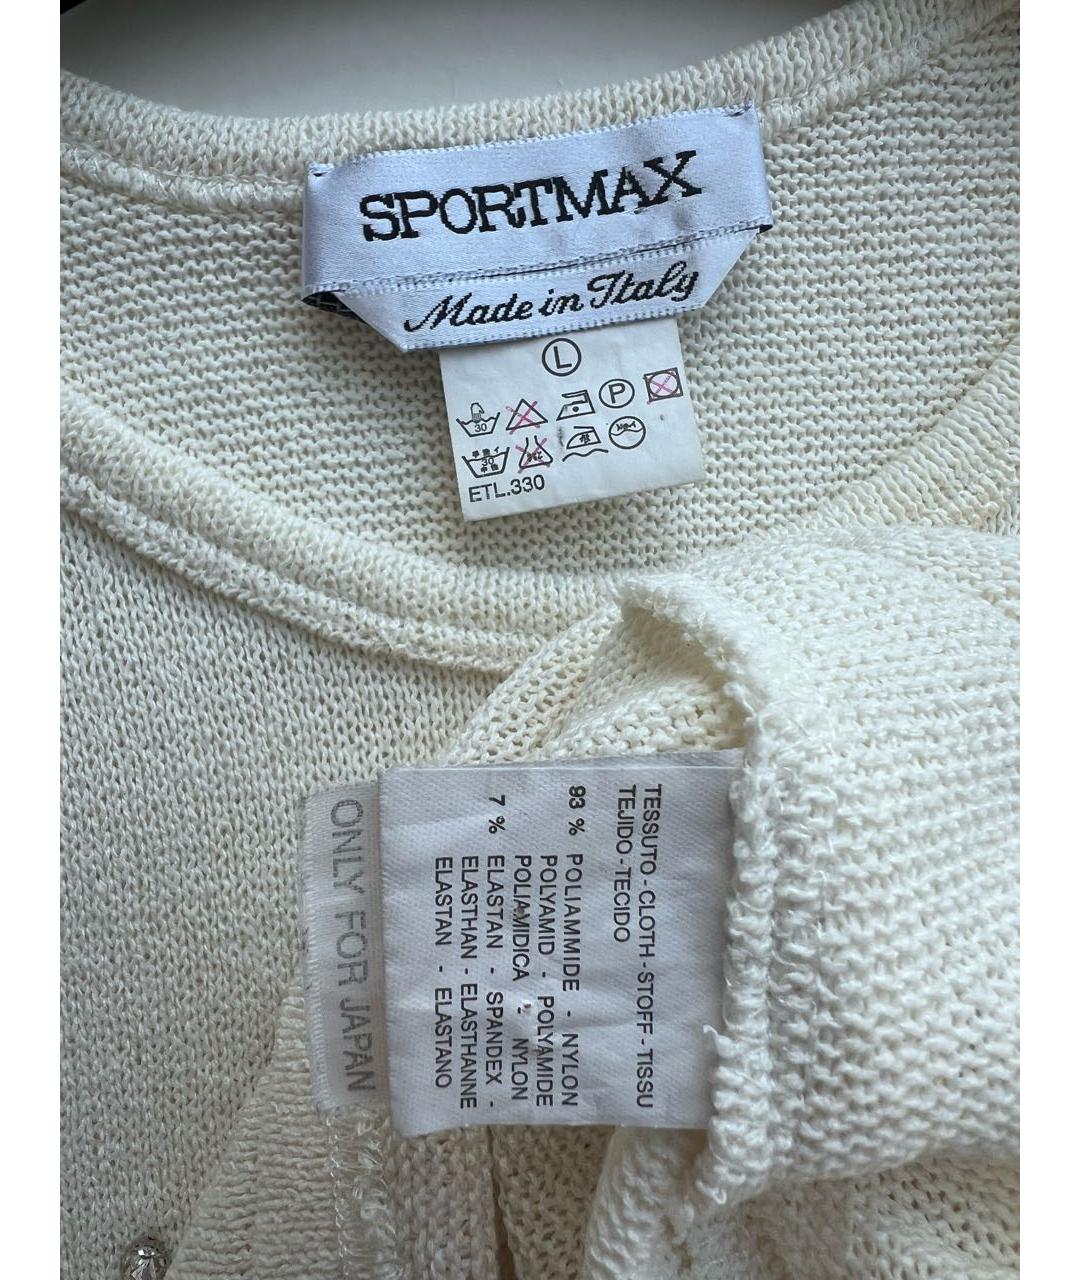 SPORTMAX
Made in Italy
L
P
30
30
ETL.330
TESSUTO - CLOTH - STOFF - TISSU
TEJIDO - TECIDO
93 % POLIAMMIDE - NYLON
POLYAMID - POLYAMIDE
POLIAMIDICA - NYLON
7 % ELASTAN - SPANDEX -
ELASTHAN - ELASTHANNE
ELASTAN - ELASTANO
ONLY FOR JAPAN